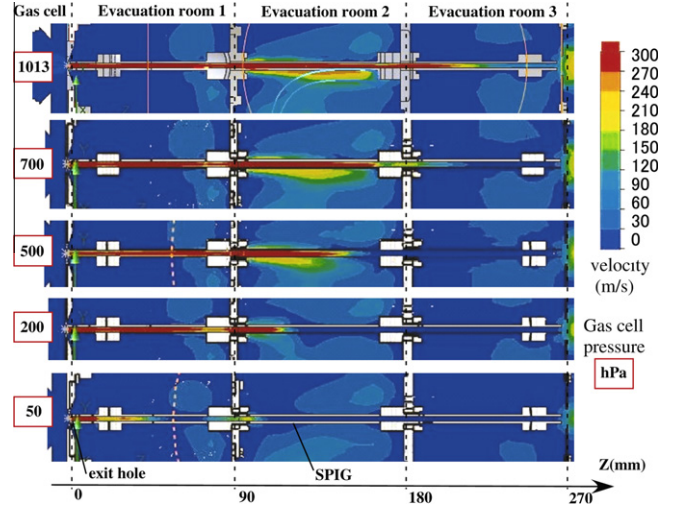 Gas cell Evacuation room 1 Evacuation room 2 Evacuation room 3
1013
700
500
200
50
300
270
240
210
180
150
120
90
60
30
0
velocity
(m/s)
Gas cell
pressure
hPa
exit hole
SPIG
Z(mm)
0 90 180 270